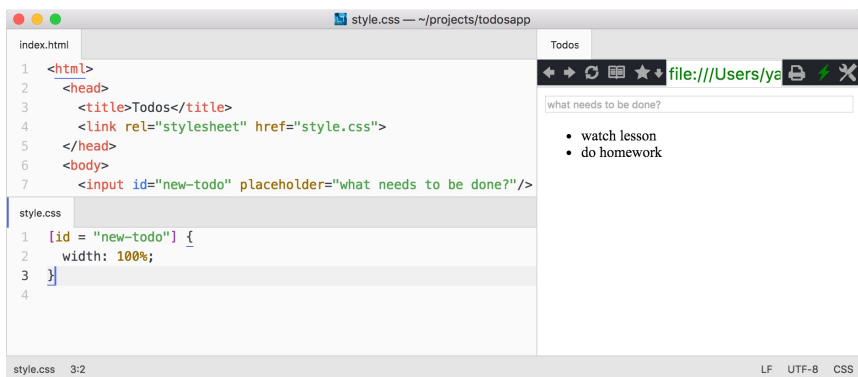 style.css — ~/projects/todosapp
index.html
1 <html>
2 <head>
3 <title>Todos</title>
4 <link rel="stylesheet" href="style.css">
5 </head>
6 <body>
7 <input id="new-todo" placeholder="what needs to be done?"/>
style.css
1 [id = "new-todo"] {
2 width: 100%;
3 }
4
Todos
file:///Users/ya
what needs to be done?
• watch lesson
• do homework
style.css 3:2
LF UTF-8 CSS